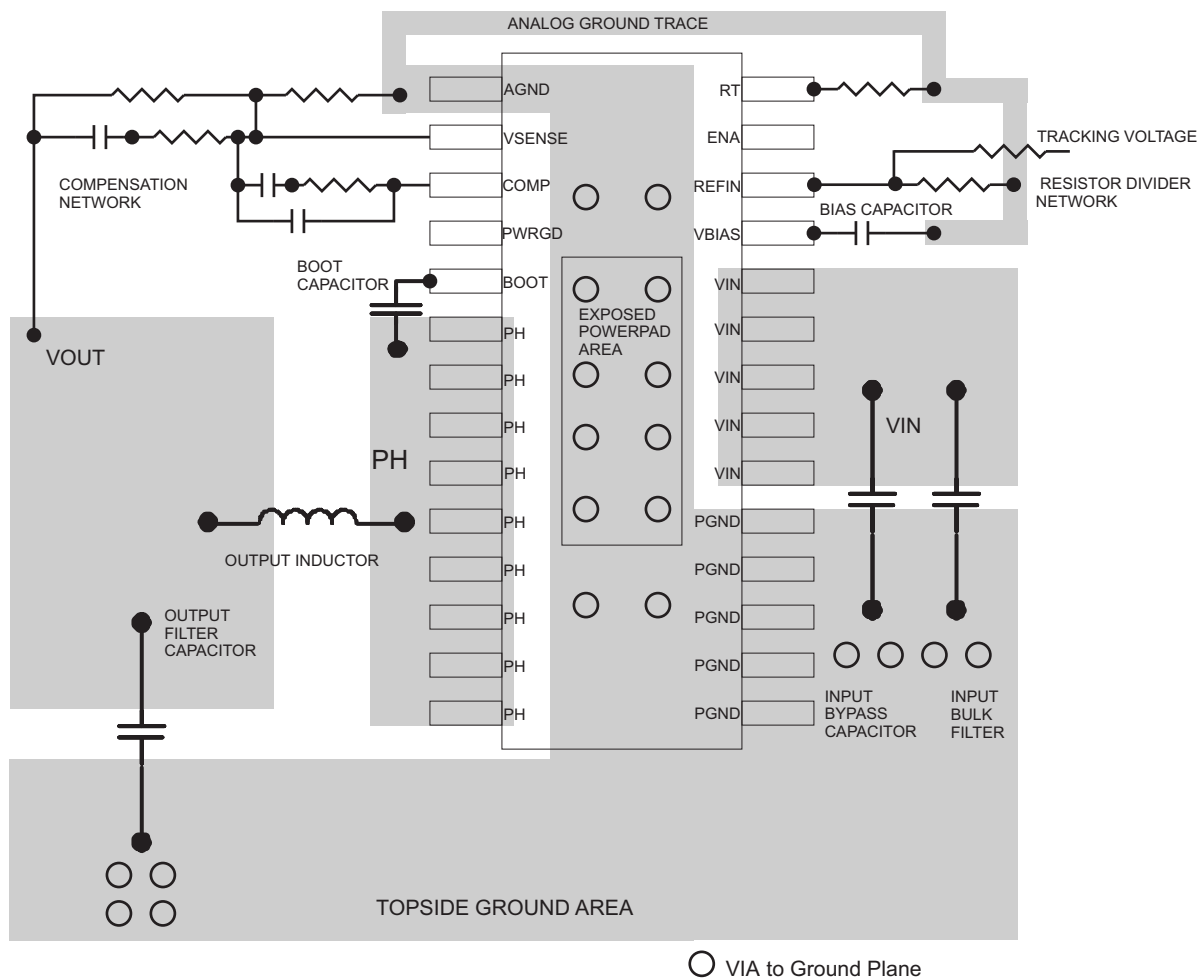 ANALOG GROUND TRACE
AGND
RT
VSENSE
ENA
TRACKING VOLTAGE
COMPENSATION
NETWORK
COMP
REFIN
RESISTOR DIVIDER
NETWORK
BIAS CAPACITOR
PWRGD
VBIAS
BOOT
CAPACITOR
BOOT
VIN
EXPOSED
POWERPAD
AREA
PH
VIN
VOUT
PH
VIN
PH
VIN
VIN
PH
PH
VIN
PH
PGND
OUTPUT INDUCTOR
PH
PGND
OUTPUT
FILTER
CAPACITOR
PH
PGND
PH
PGND
INPUT
BYPASS
CAPACITOR
INPUT
BULK
FILTER
PH
PGND
TOPSIDE GROUND AREA
VIA to Ground Plane